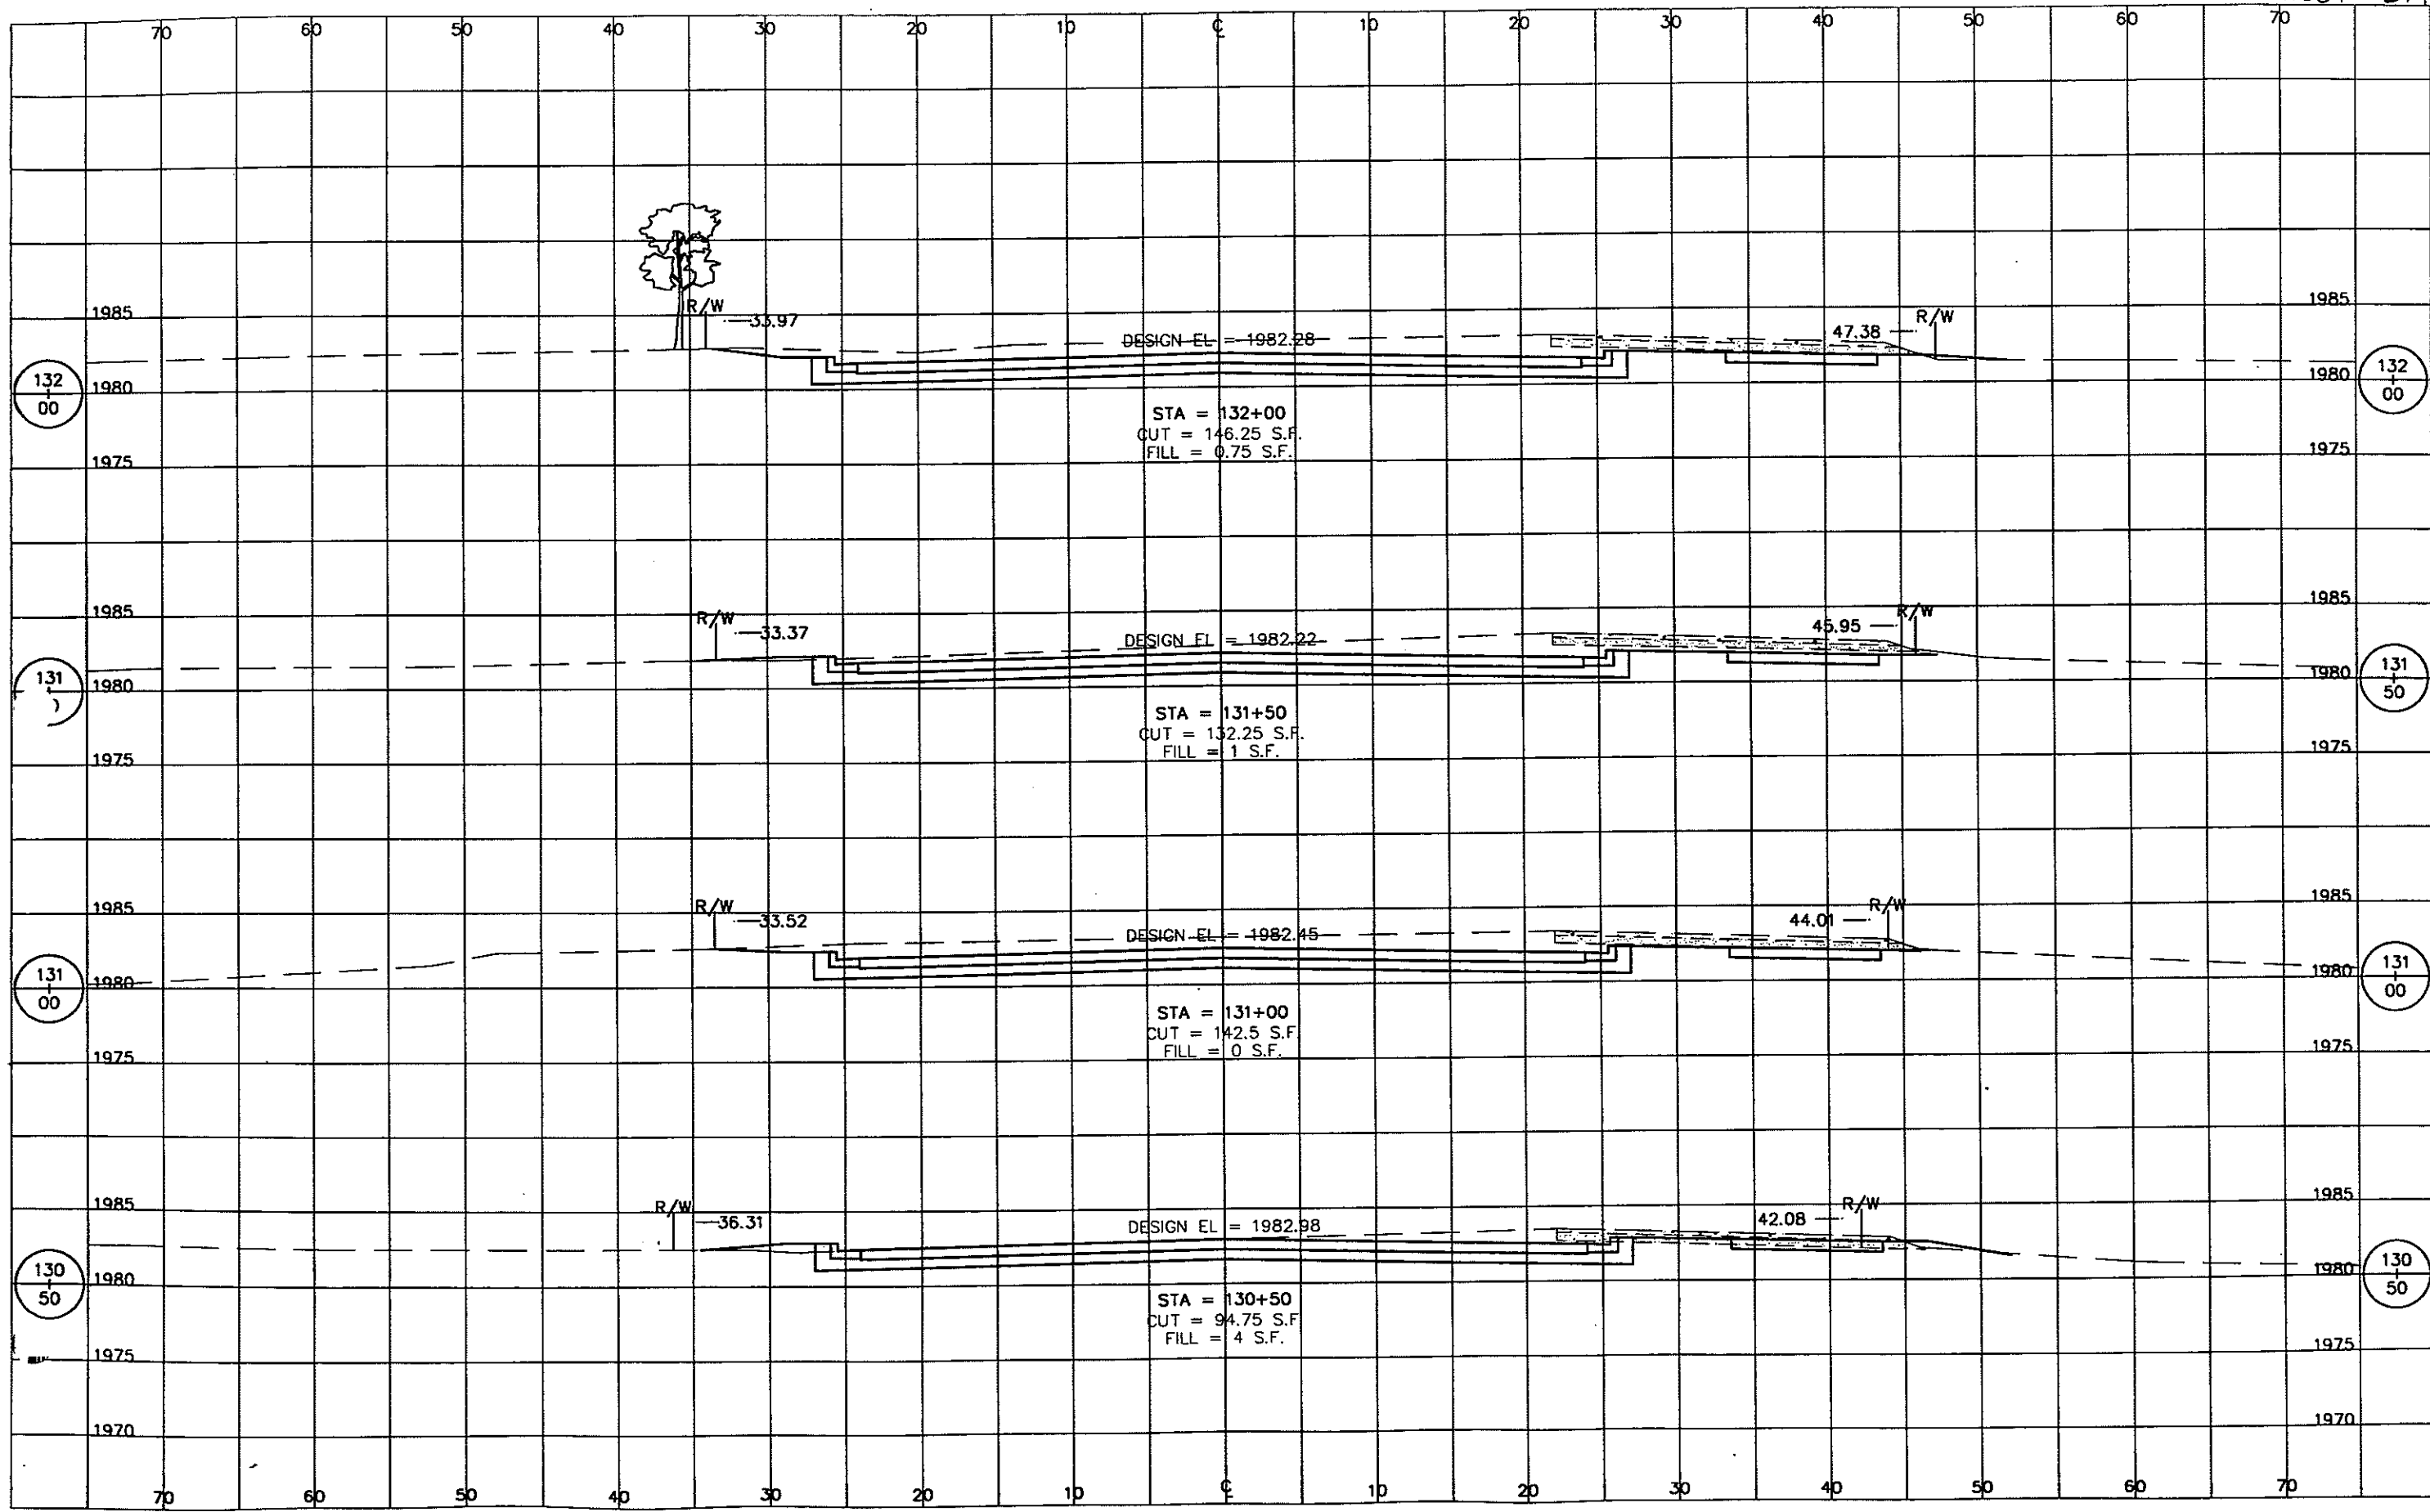 70 60 50 40 30 20 10 ℄ 10 20 30 40 50 60 70
R/W R/W
1985 -33.97 DESIGN EL = 1982.28 47.38 1985
132 00 1980 1980 132 00
STA = 132+00
CUT = 146.25 S.F.
FILL = 0.75 S.F.
1975 1975
R/W R/W
1985 -33.37 DESIGN EL = 1982.22 45.95 1985
131 1980 1980 131 50
STA = 131+50
CUT = 132.25 S.F.
FILL = 1 S.F.
1975 1975
R/W R/W
1985 -33.52 DESIGN EL = 1982.45 44.01 1985
131 00 1980 1980 131 00
STA = 131+00
CUT = 142.5 S.F.
FILL = 0 S.F.
1975 1975
R/W R/W
1985 -36.31 DESIGN EL = 1982.98 42.08 1985
130 50 1980 1980 130 50
STA = 130+50
CUT = 94.75 S.F.
FILL = 4 S.F.
1975 1975
1970 1970
70 60 50 40 30 20 10 ℄ 10 20 30 40 50 60 70